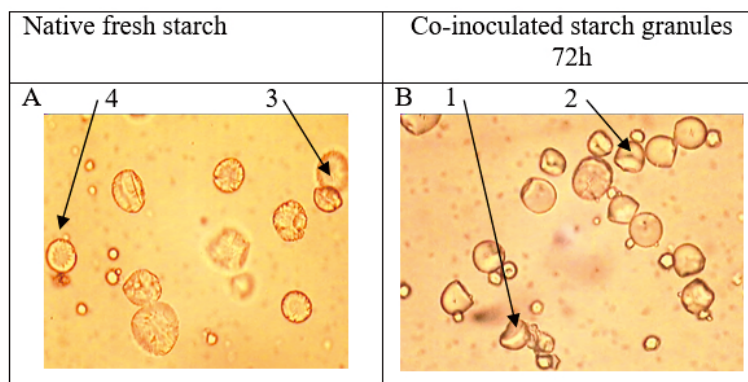 Native fresh starch
Co-inoculated starch granules
72h
A
4
3
B
1
2